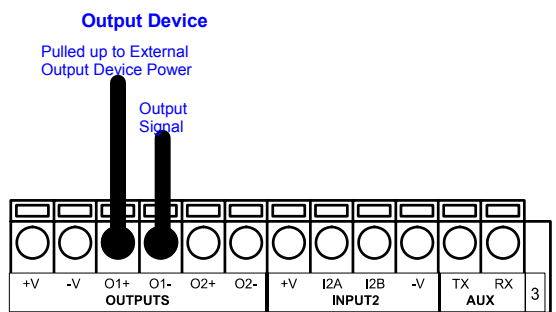 Output Device
Pulled up to External
Output Device Power
Output
Signal
+V -V O1+ O1- O2+ O2- +V I2A I2B -V TX RX
OUTPUTS INPUT2 AUX 3